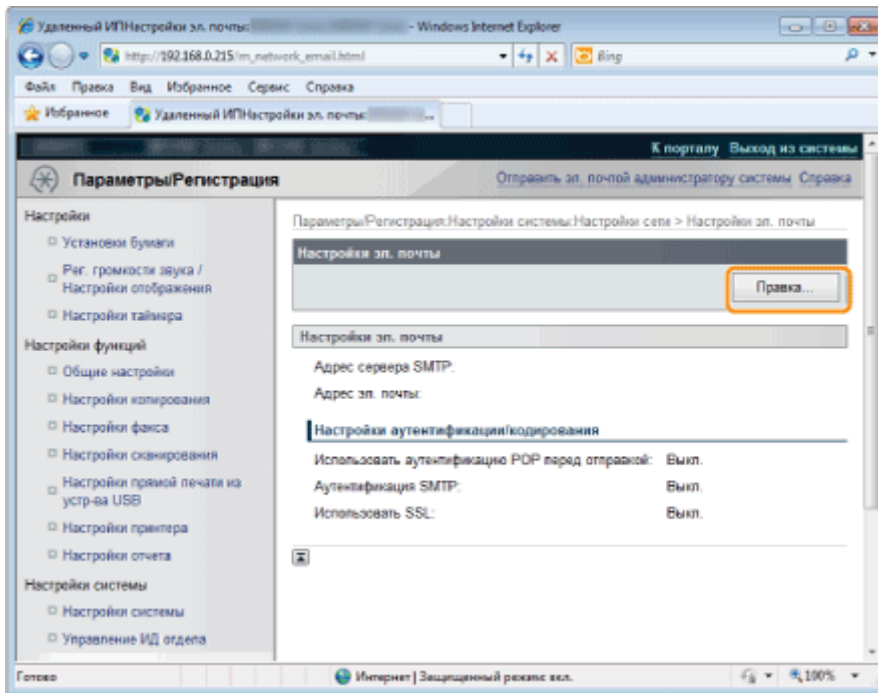 Удаленный ИПНастройки эл. почты: - Windows Internet Explorer
http://192.168.0.215/m_network_email.html
Bing
Файл Правка Вид Избранное Сервис Справка
Избранное Удаленный ИПНастройки эл. почты: ...
К порталу Выход из системы
Параметры/Регистрация
Отправить эл. почтой администратору системы Справка
Настройки
Установки бумаги
Рег. громкости звука /
Настройки отображения
Настройки таймера
Настройки функций
Общие настройки
Настройки копирования
Настройки факса
Настройки сканирования
Настройки прямой печати из
устр-ва USB
Настройки принтера
Настройки отчета
Настройки системы
Настройки системы
Управление ИД отдела
Параметры/Регистрация:Настройки системы:Настройки сети > Настройки эл. почты
Настройки эл. почты
Правка...
Настройки эл. почты
Адрес сервера SMTP:
Адрес эл. почты:
Настройки аутентификации/кодирования
Использовать аутентификацию POP перед отправкой: Выкл.
Аутентификация SMTP: Выкл.
Использовать SSL: Выкл.
Готово
Интернет | Защищенный режим: вкл.
100%